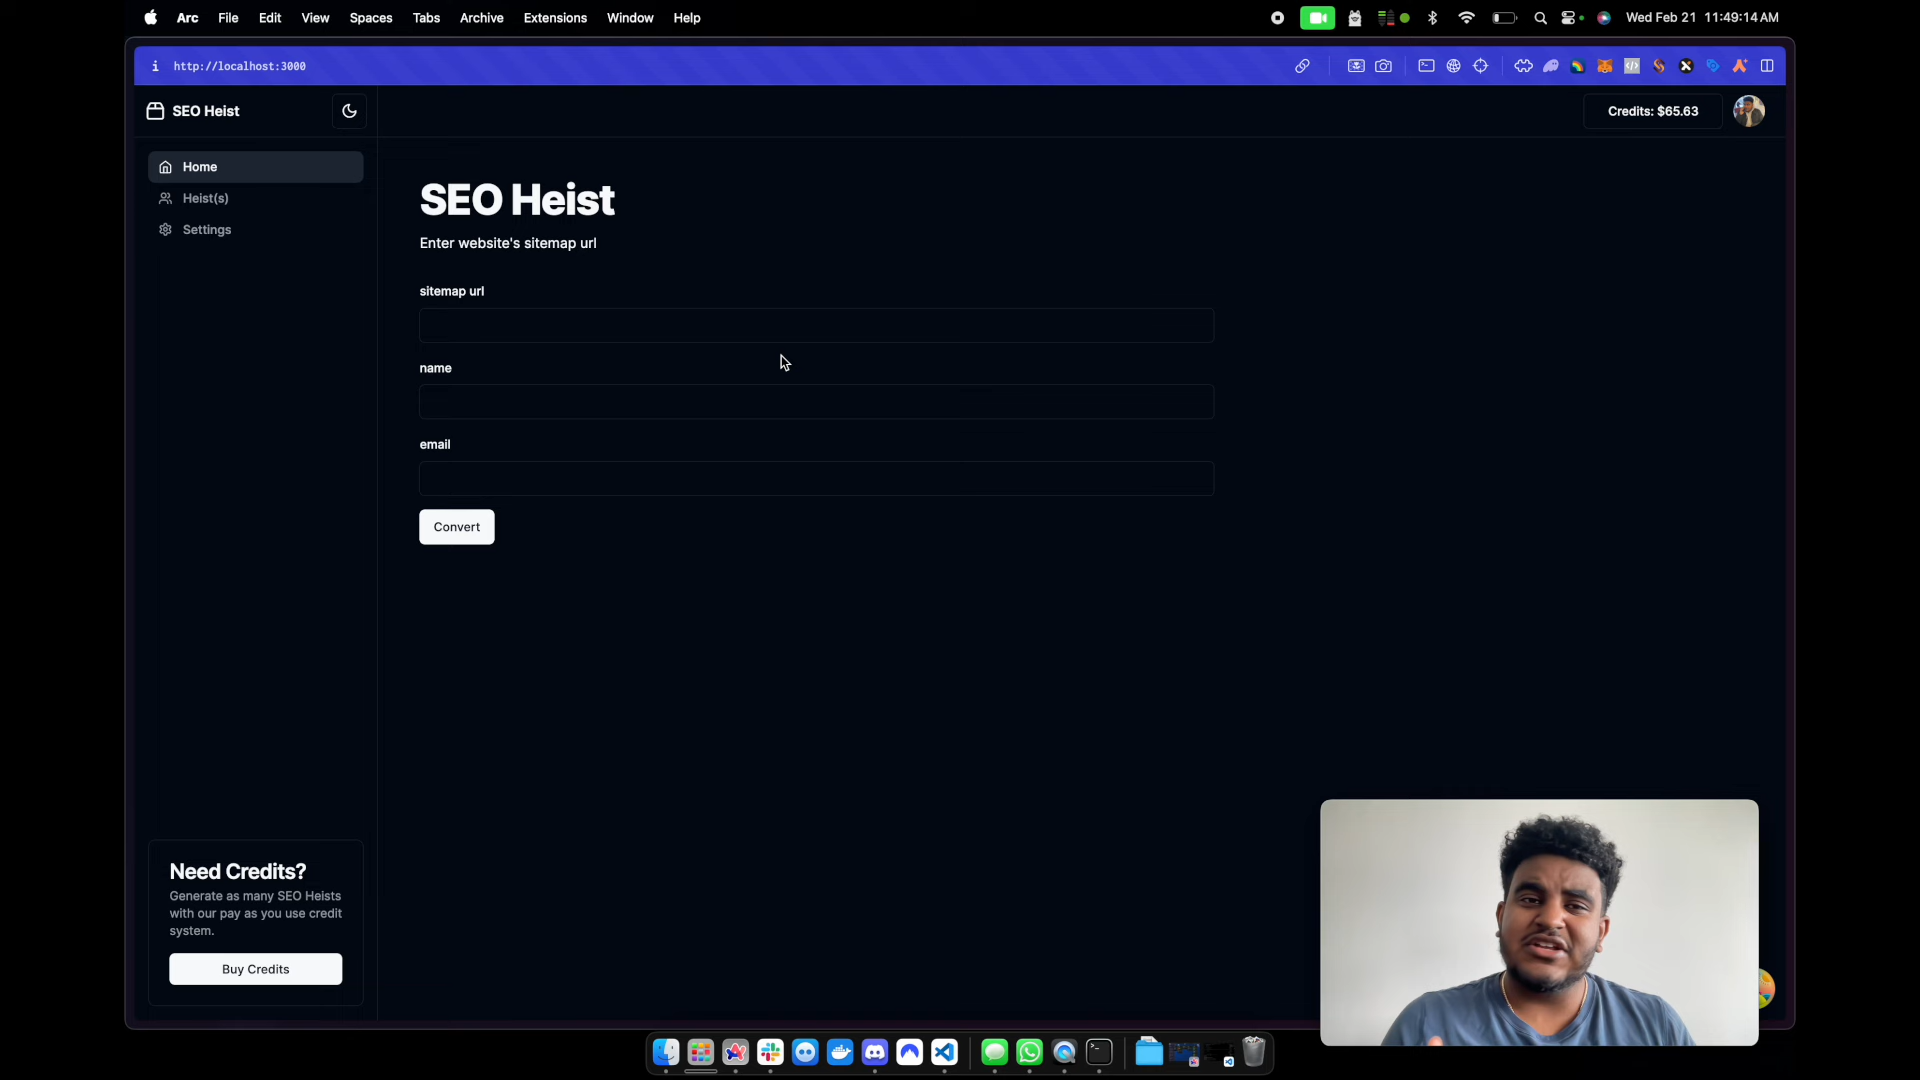 Arc File Edit View Spaces Tabs Archive Extensions Window Help
Wed Feb 21 11:49:14 AM
http://localhost:3000
SEO Heist
Credits: $65.63
Home
Heist(s)
Settings
SEO Heist
Enter website's sitemap url
sitemap url
name
email
Convert
Need Credits?
Generate as many SEO Heists
with our pay as you use credit
system.
Buy Credits